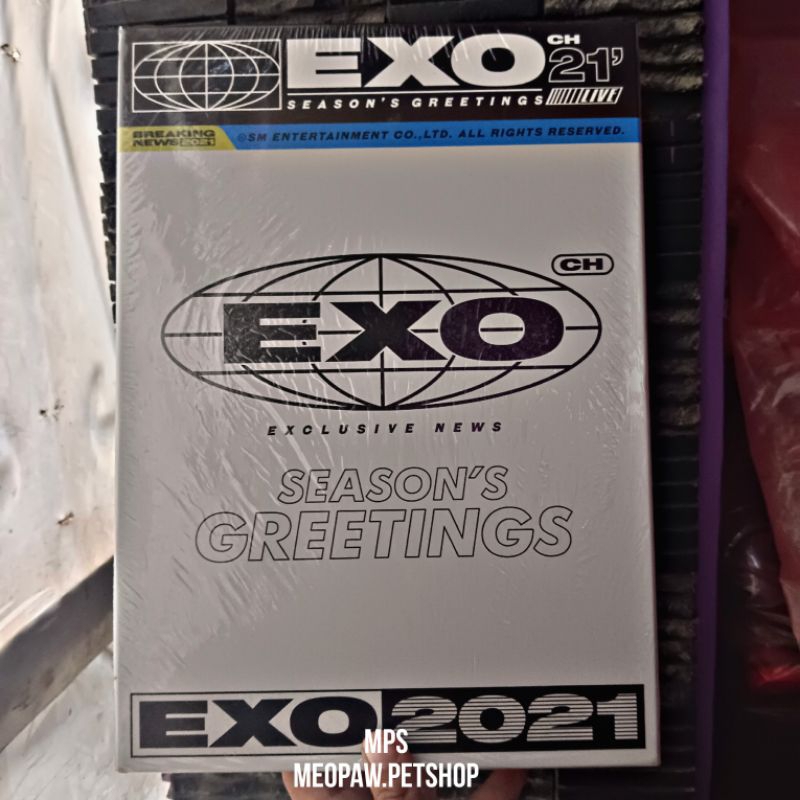 EXO CH 21'
SEASON'S GREETINGS LIVE
BREAKING NEWS 2021
©SM ENTERTAINMENT CO.,LTD. ALL RIGHTS RESERVED.
CH
EXO
EXCLUSIVE NEWS
SEASON'S
GREETINGS
EXO 2021
MPS
MEOPAW.PETSHOP